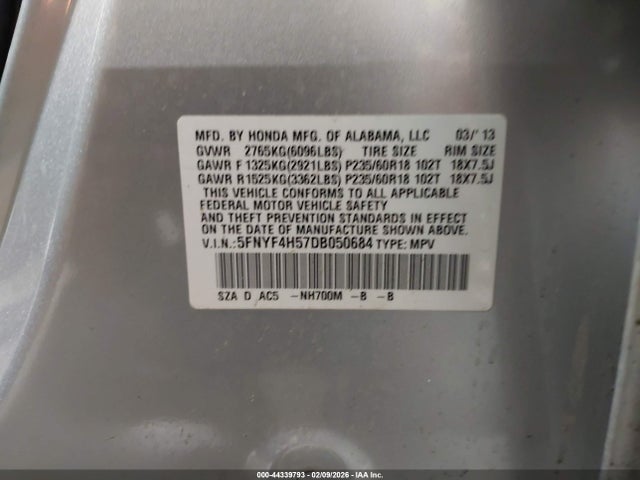 MFD. BY HONDA MFG. OF ALABAMA, LLC 03/'13
GVWR 2765KG(6096LBS) TIRE SIZE RIM SIZE
GAWR F 1325KG(2921LBS) P235/60R18 102T 18X7.5J
GAWR R1525KG(3362LBS) P235/60R18 102T 18X7.5J
THIS VEHICLE CONFORMS TO ALL APPLICABLE
FEDERAL MOTOR VEHICLE SAFETY
AND THEFT PREVENTION STANDARDS IN EFFECT
ON THE DATE OF MANUFACTURE SHOWN ABOVE.
V.I.N.: 5FNYF4H57DB050684 TYPE: MPV
SZA D AC5 -NH700M -B -B
000-44339793 - 02/09/2026 - IAA Inc.